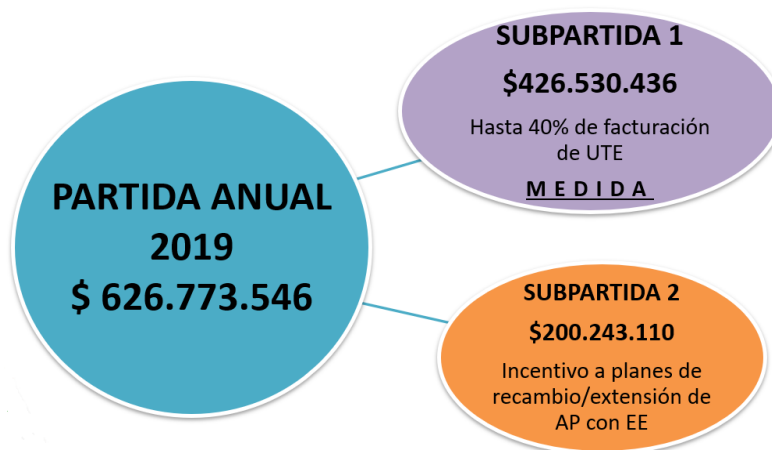 PARTIDA ANUAL
2019
$ 626.773.546
SUBPARTIDA 1
$426.530.436
Hasta 40% de facturación
de UTE
MEDIDA
SUBPARTIDA 2
$200.243.110
Incentivo a planes de
recambio/extensión de
AP con EE